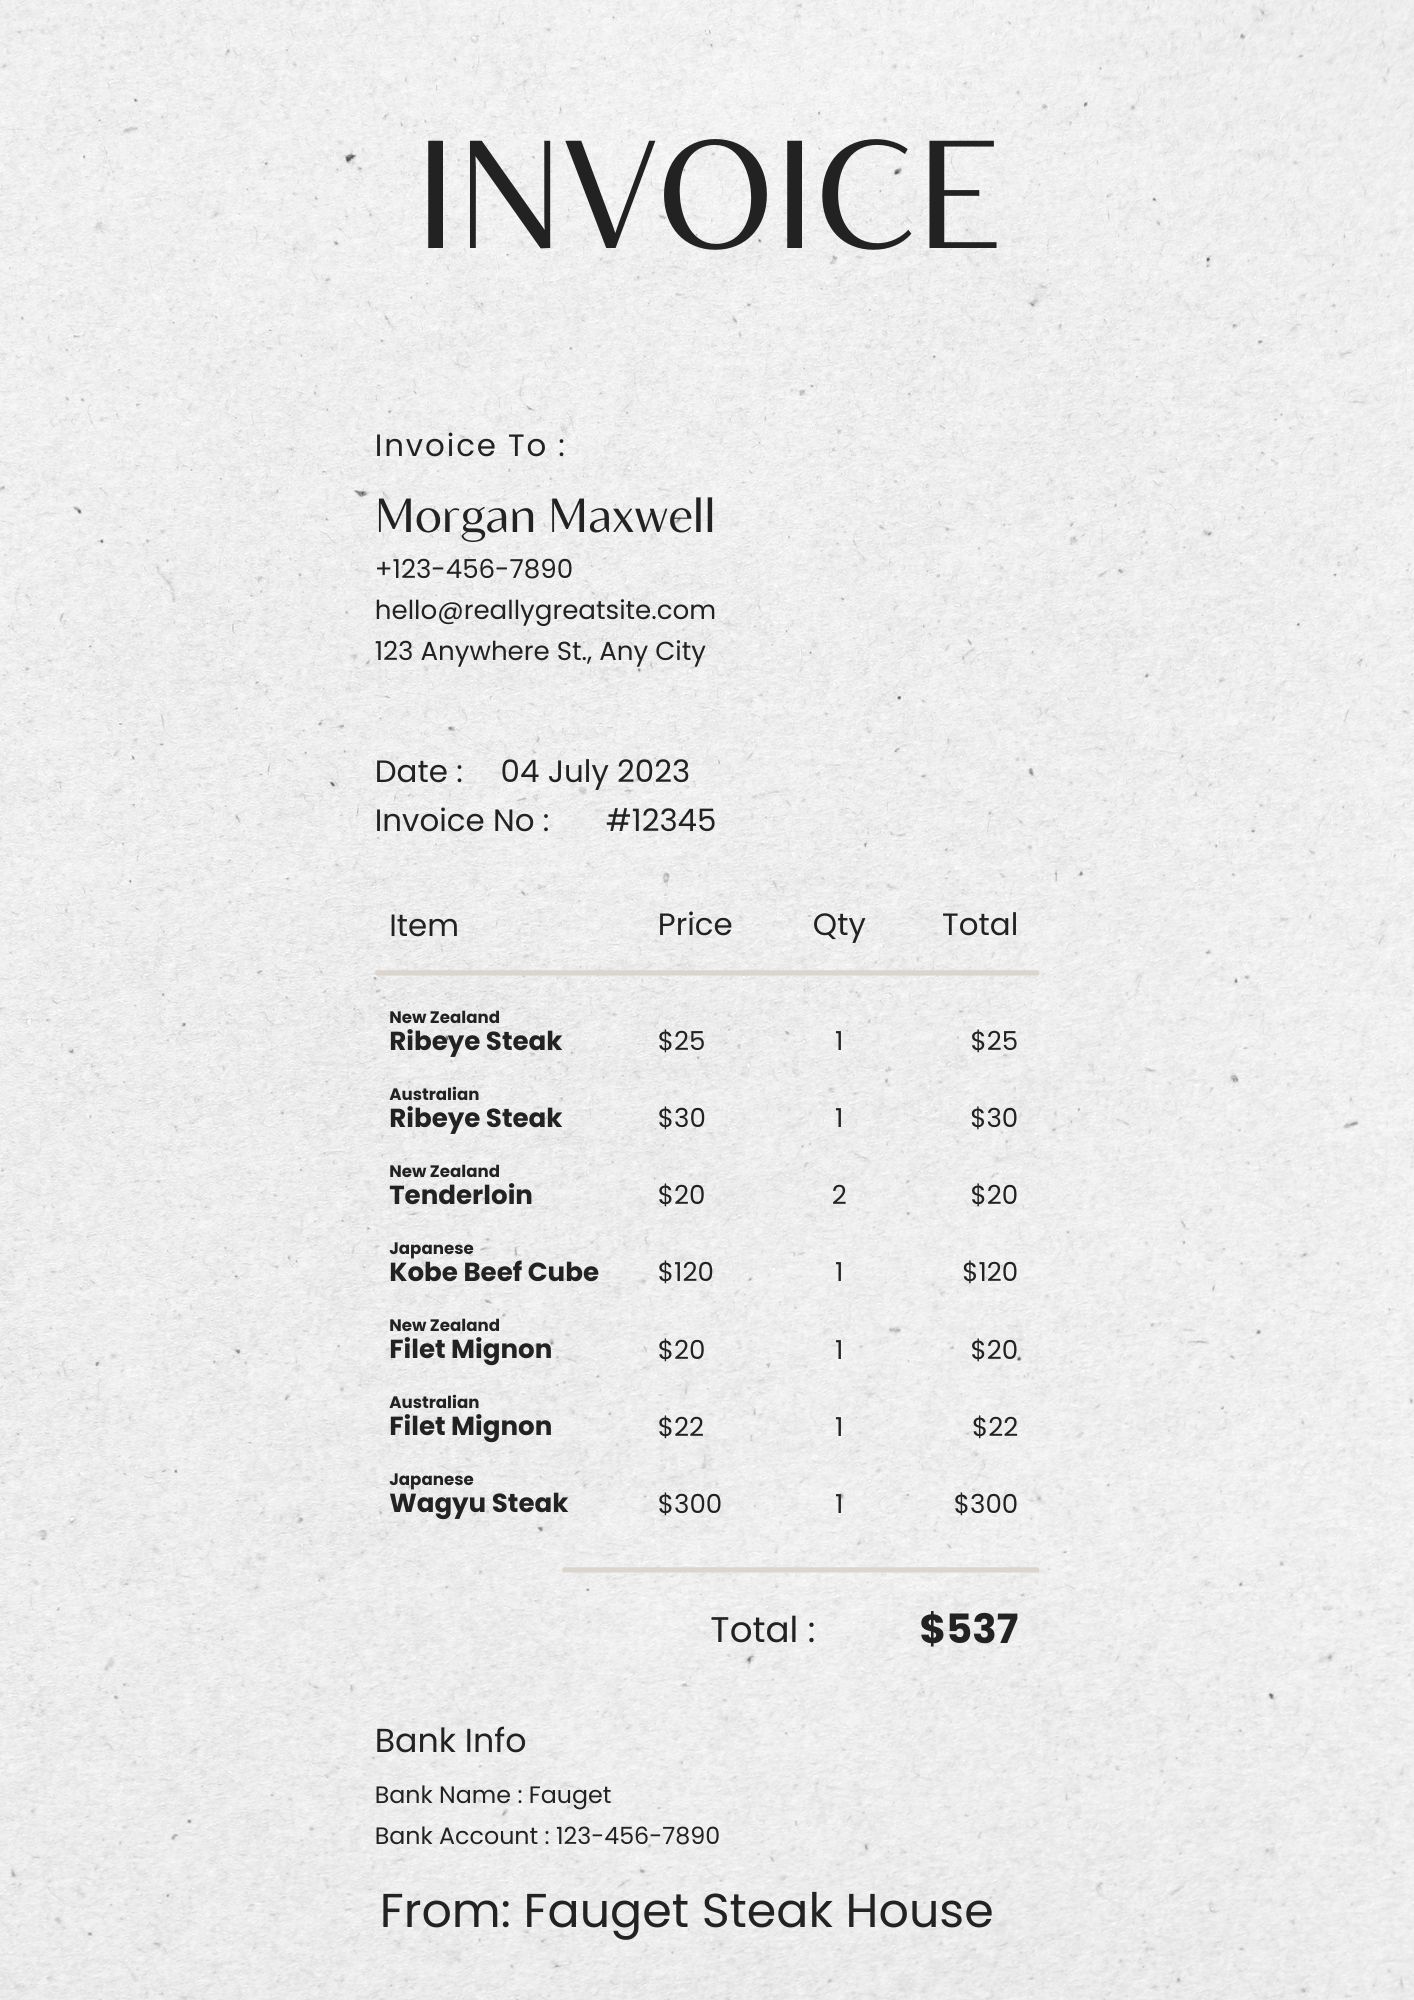 INVOICE
Invoice To :
Morgan Maxwell
+123-456-7890
hello@reallygreatsite.com
123 Anywhere St., Any City
Date : 04 July 2023
Invoice No : #12345
Item Price Qty Total
New Zealand
Ribeye Steak $25 1 $25
Australian
Ribeye Steak $30 1 $30
New Zealand
Tenderloin $20 2 $20
Japanese
Kobe Beef Cube $120 1 $120
New Zealand
Filet Mignon $20 1 $20
Australian
Filet Mignon $22 1 $22
Japanese
Wagyu Steak $300 1 $300
Total : $537
Bank Info
Bank Name : Fauget
Bank Account : 123-456-7890
From: Fauget Steak House